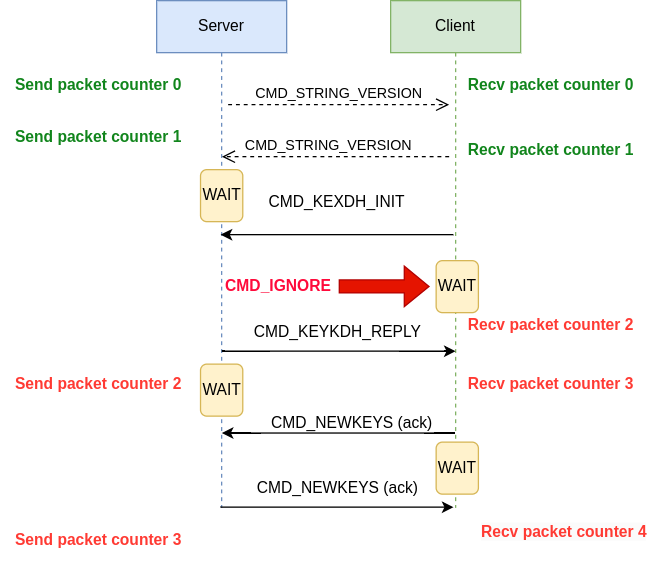 Server
Client
Send packet counter 0
CMD_STRING_VERSION
Recv packet counter 0
Send packet counter 1
CMD_STRING_VERSION
Recv packet counter 1
WAIT
CMD_KEXDH_INIT
CMD_IGNORE
WAIT
Recv packet counter 2
CMD_KEYKDH_REPLY
Send packet counter 2
WAIT
Recv packet counter 3
CMD_NEWKEYS (ack)
WAIT
CMD_NEWKEYS (ack)
Send packet counter 3
Recv packet counter 4